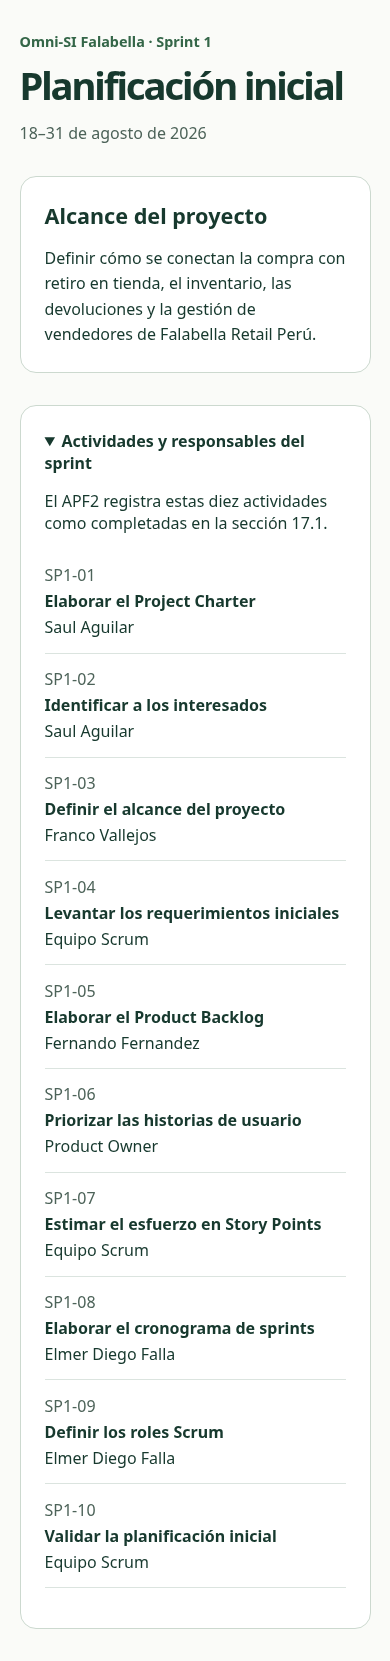 Omni-SI Falabella · Sprint 1
Planificación inicial
18–31 de agosto de 2026
Alcance del proyecto
Definir cómo se conectan la compra con
retiro en tienda, el inventario, las
devoluciones y la gestión de
vendedores de Falabella Retail Perú.
▼ Actividades y responsables del
sprint
El APF2 registra estas diez actividades
como completadas en la sección 17.1.
SP1-01
Elaborar el Project Charter
Saul Aguilar
SP1-02
Identificar a los interesados
Saul Aguilar
SP1-03
Definir el alcance del proyecto
Franco Vallejos
SP1-04
Levantar los requerimientos iniciales
Equipo Scrum
SP1-05
Elaborar el Product Backlog
Fernando Fernandez
SP1-06
Priorizar las historias de usuario
Product Owner
SP1-07
Estimar el esfuerzo en Story Points
Equipo Scrum
SP1-08
Elaborar el cronograma de sprints
Elmer Diego Falla
SP1-09
Definir los roles Scrum
Elmer Diego Falla
SP1-10
Validar la planificación inicial
Equipo Scrum